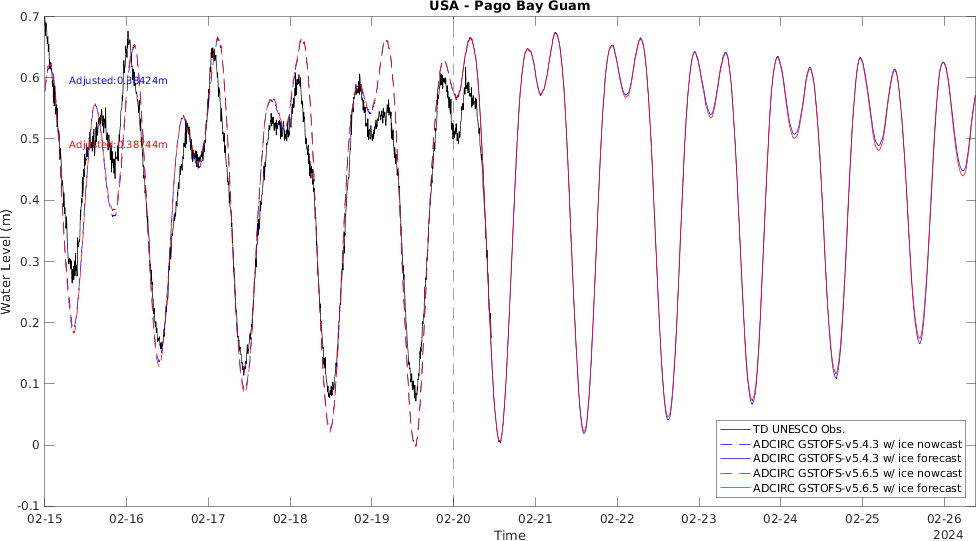 USA - Pago Bay Guam
0.7
0.6
0.5
0.4
0.3
0.2
0.1
0
-0.1
Water Level (m)
Adjusted:0.38744m
02-15 02-16 02-17 02-18 02-19 02-20 02-21 02-22 02-23 02-24 02-25 02-26
Time
2024
TD UNESCO Obs.
ADCIRC GSTOFS-v5.4.3 w/ ice nowcast
ADCIRC GSTOFS-v5.4.3 w/ ice forecast
ADCIRC GSTOFS-v5.6.5 w/ ice nowcast
ADCIRC GSTOFS-v5.6.5 w/ ice forecast